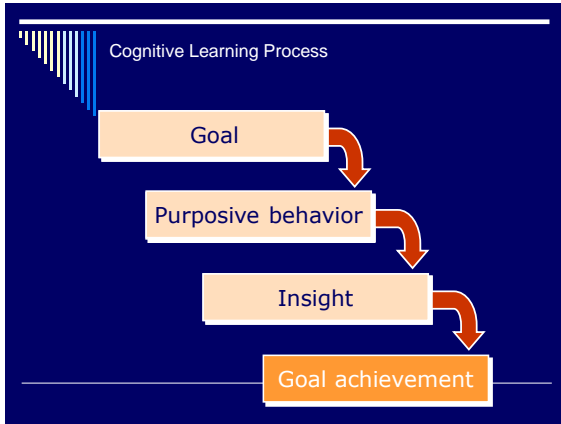 Cognitive Learning Process
Goal
Purposive behavior
Insight
Goal achievement